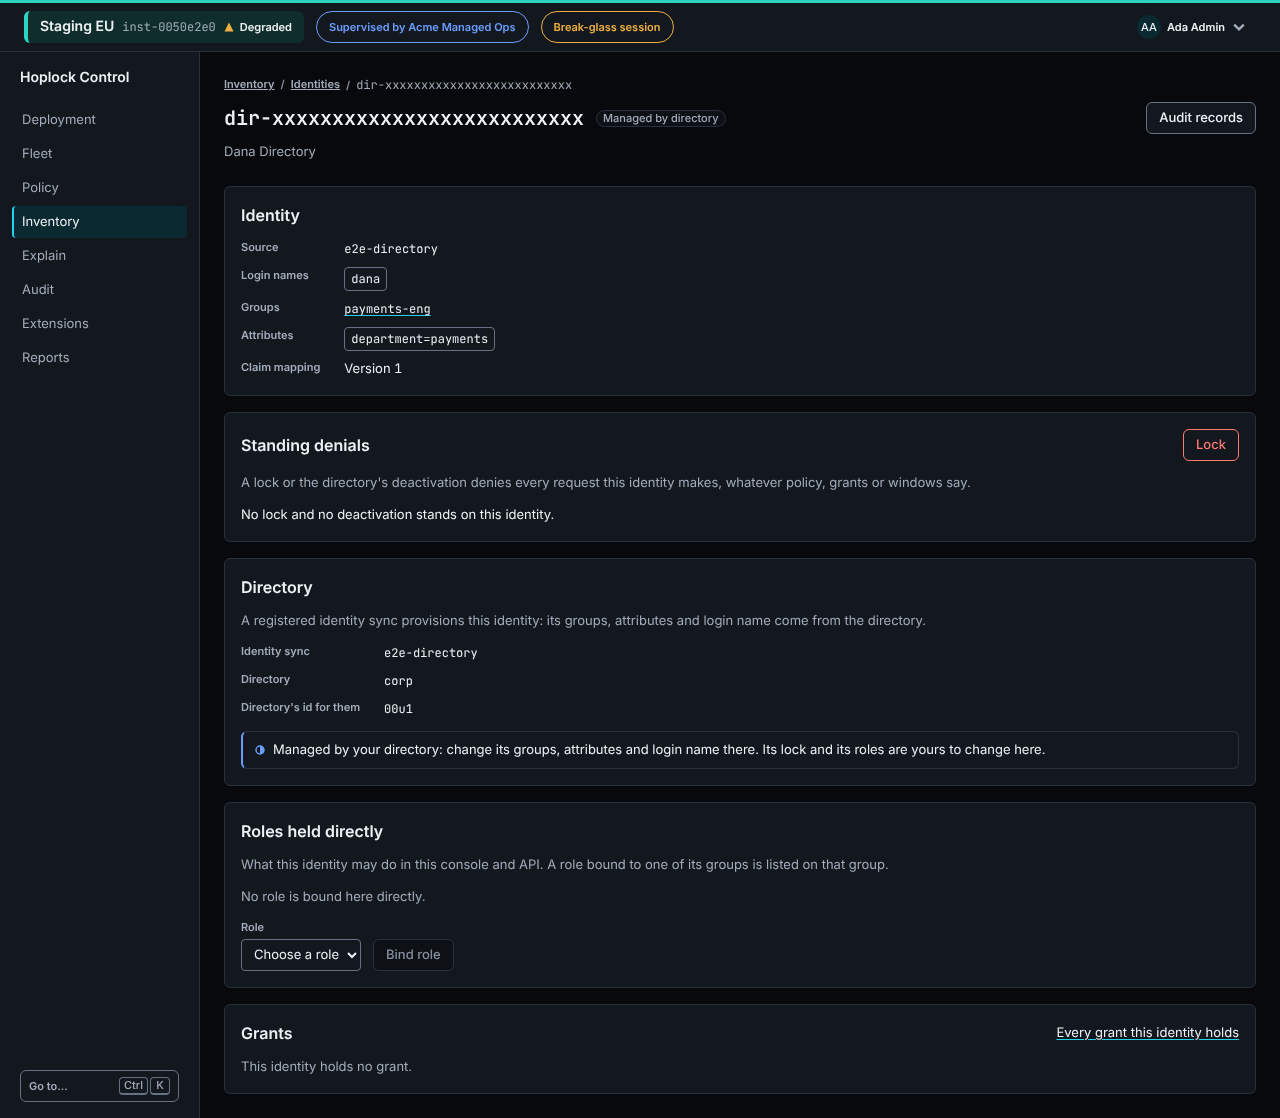 Staging EU inst-0050e2e0 Degraded Supervised by Acme Managed Ops Break-glass session AA Ada Admin
Hoplock Control
Deployment
Fleet
Policy
Inventory
Explain
Audit
Extensions
Reports
Go to... Ctrl K
Inventory / Identities / dir-xxxxxxxxxxxxxxxxxxxxxxxxxx
dir-xxxxxxxxxxxxxxxxxxxxxxxxxx Managed by directory Audit records
Dana Directory
Identity
Source e2e-directory
Login names dana
Groups payments-eng
Attributes department=payments
Claim mapping Version 1
Standing denials Lock
A lock or the directory's deactivation denies every request this identity makes, whatever policy, grants or windows say.
No lock and no deactivation stands on this identity.
Directory
A registered identity sync provisions this identity: its groups, attributes and login name come from the directory.
Identity sync e2e-directory
Directory corp
Directory's id for them 00u1
Managed by your directory: change its groups, attributes and login name there. Its lock and its roles are yours to change here.
Roles held directly
What this identity may do in this console and API. A role bound to one of its groups is listed on that group.
No role is bound here directly.
Role
Choose a role Bind role
Grants Every grant this identity holds
This identity holds no grant.